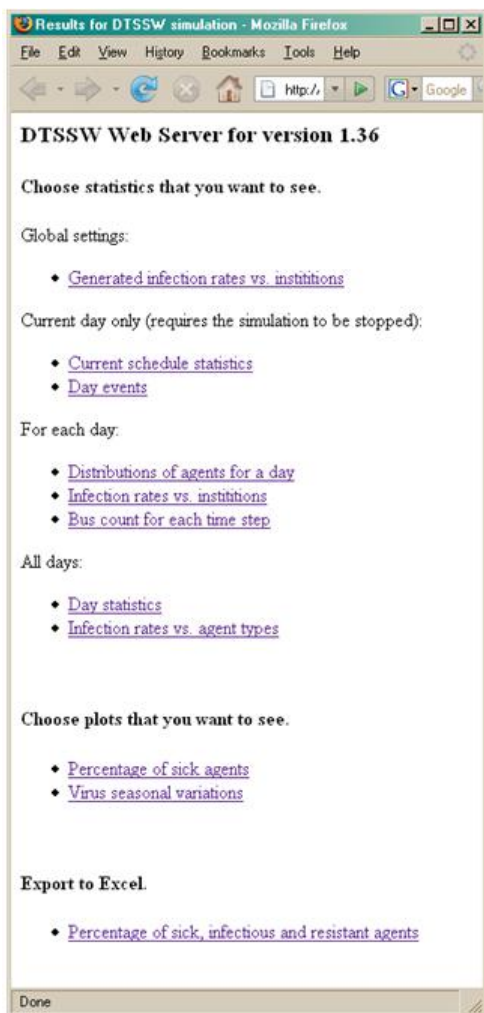 Results for DTSSW simulation - Mozilla Firefox
File Edit View History Bookmarks Tools Help
http:/, G Google
DTSSW Web Server for version 1.36
Choose statistics that you want to see.
Global settings:
Generated infection rates vs. instititions
Current day only (requires the simulation to be stopped):
Current schedule statistics
Day events
For each day:
Distributions of agents for a day
Infection rates vs. instititions
Bus count for each time step
All days:
Day statistics
Infection rates vs. agent types
Choose plots that you want to see.
Percentage of sick agents
Virus seasonal variations
Export to Excel.
Percentage of sick, infectious and resistant agents
Done